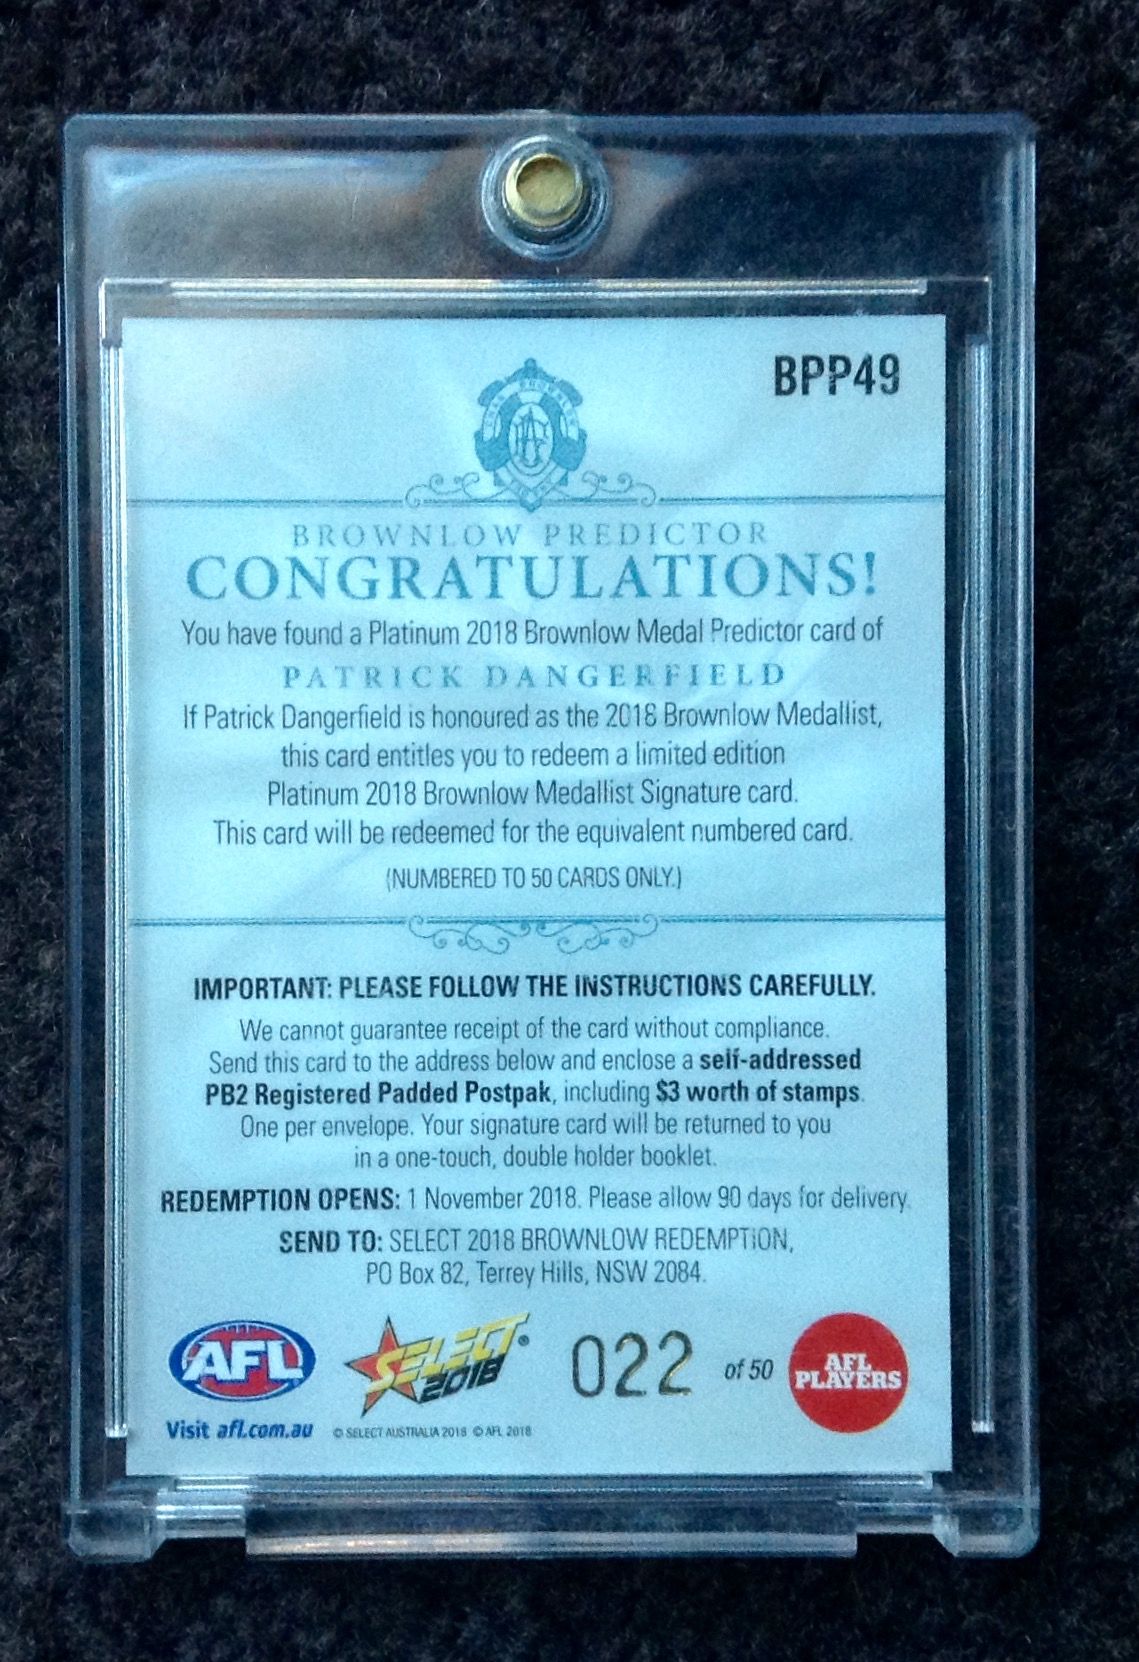 BPP49
BROWNLOW PREDICTOR
CONGRATULATIONS!
You have found a Platinum 2018 Brownlow Medal Predictor card of
PATRICK DANGERFIELD
If Patrick Dangerfield is honoured as the 2018 Brownlow Medallist,
this card entitles you to redeem a limited edition
Platinum 2018 Brownlow Medallist Signature card.
This card will be redeemed for the equivalent numbered card.
(NUMBERED TO 50 CARDS ONLY.)
IMPORTANT: PLEASE FOLLOW THE INSTRUCTIONS CAREFULLY.
We cannot guarantee receipt of the card without compliance.
Send this card to the address below and enclose a self-addressed
PB2 Registered Padded Postpak, including $3 worth of stamps.
One per envelope. Your signature card will be returned to you
in a one-touch, double holder booklet.
REDEMPTION OPENS: 1 November 2018. Please allow 90 days for delivery.
SEND TO: SELECT 2018 BROWNLOW REDEMPTION,
PO Box 82, Terrey Hills, NSW 2084.
AFL
SELECT®
2018
022 of 50
AFL
PLAYERS
Visit afl.com.au
© SELECT AUSTRALIA 2018 © AFL 2018